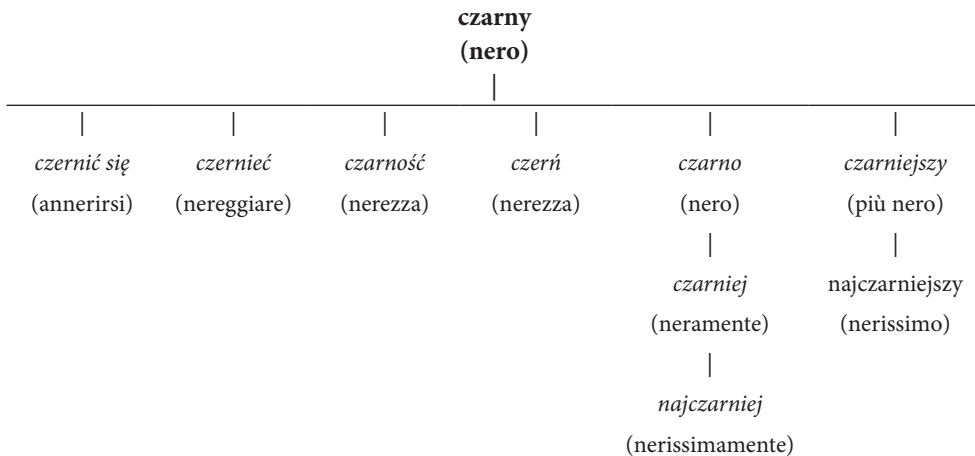 czarny
(nero)
czernić się czernieć czarność czerń czarno czarniejszy
(annerirsi) (nereggiare) (nerezza) (nerezza) (nero) (più nero)
czarniej najczarniejszy
(neramente) (nerissimo)
najczarniej
(nerissimamente)